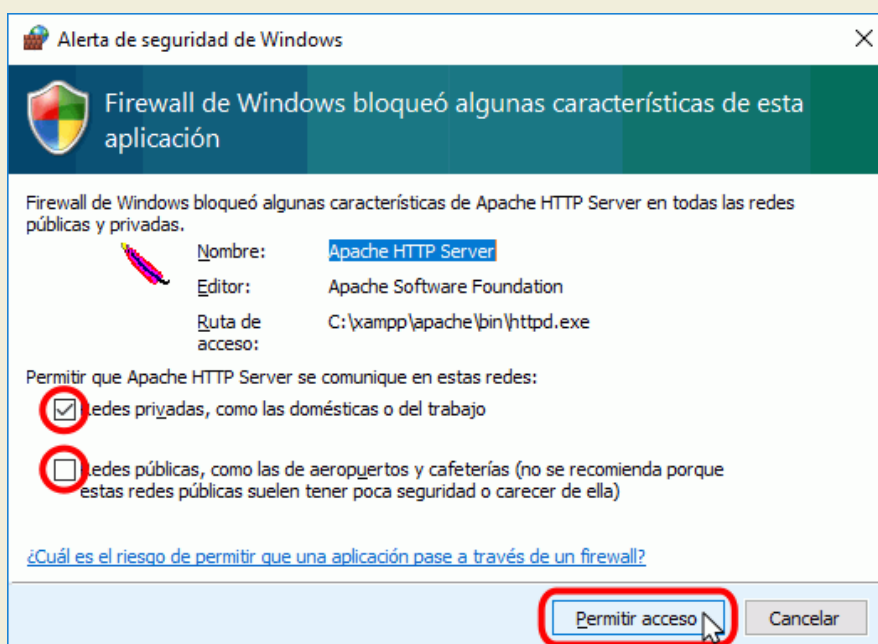 Alerta de seguridad de Windows
Firewall de Windows bloqueó algunas características de esta
aplicación
Firewall de Windows bloqueó algunas características de Apache HTTP Server en todas las redes
públicas y privadas.
Nombre: Apache HTTP Server
Editor: Apache Software Foundation
Ruta de C:\xampp\apache\bin\httpd.exe
acceso:
Permitir que Apache HTTP Server se comunique en estas redes:
Redes privadas, como las domésticas o del trabajo
Redes públicas, como las de aeropuertos y cafeterías (no se recomienda porque
estas redes públicas suelen tener poca seguridad o carecer de ella)
¿Cuál es el riesgo de permitir que una aplicación pase a través de un firewall?
Permitir acceso Cancelar